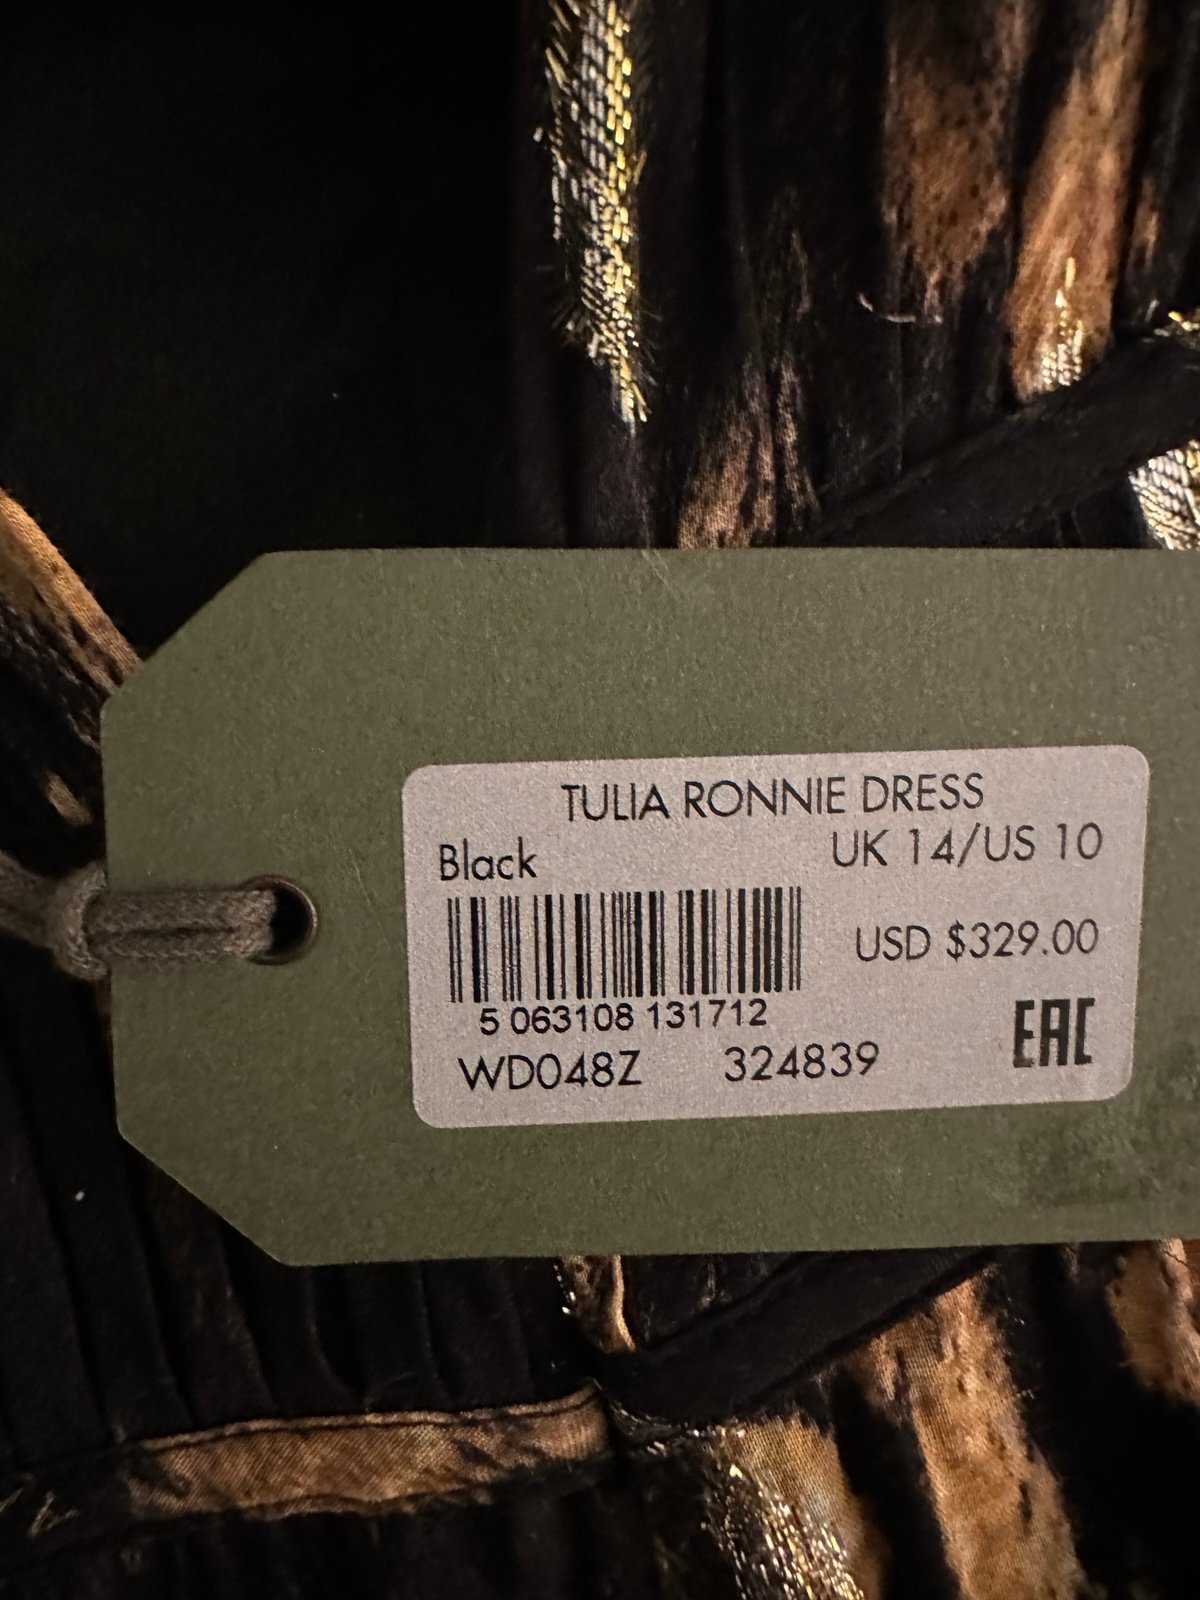 TULIA RONNIE DRESS
Black UK 14/US 10
USD $329.00
5 063108 131712
WD048Z 324839
EAC